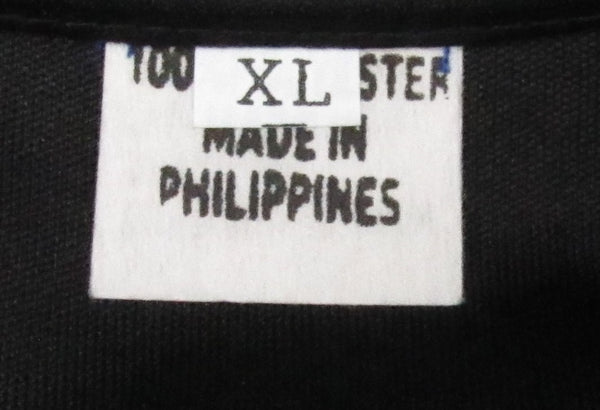 100 STER
XL
MADE IN
PHILIPPINES